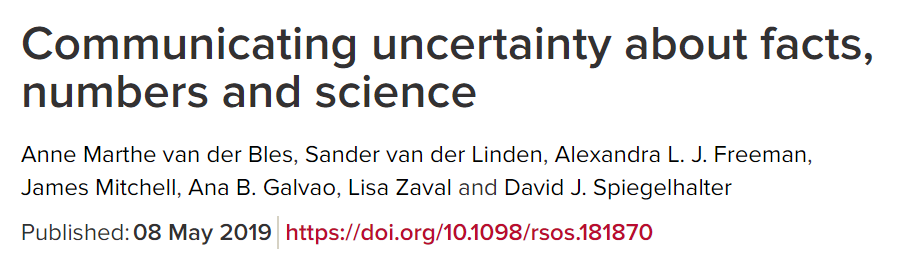 Communicating uncertainty about facts,
numbers and science
Anne Marthe van der Bles, Sander van der Linden, Alexandra L. J. Freeman,
James Mitchell, Ana B. Galvao, Lisa Zaval and David J. Spiegelhalter
Published: 08 May 2019 https://doi.org/10.1098/rsos.181870